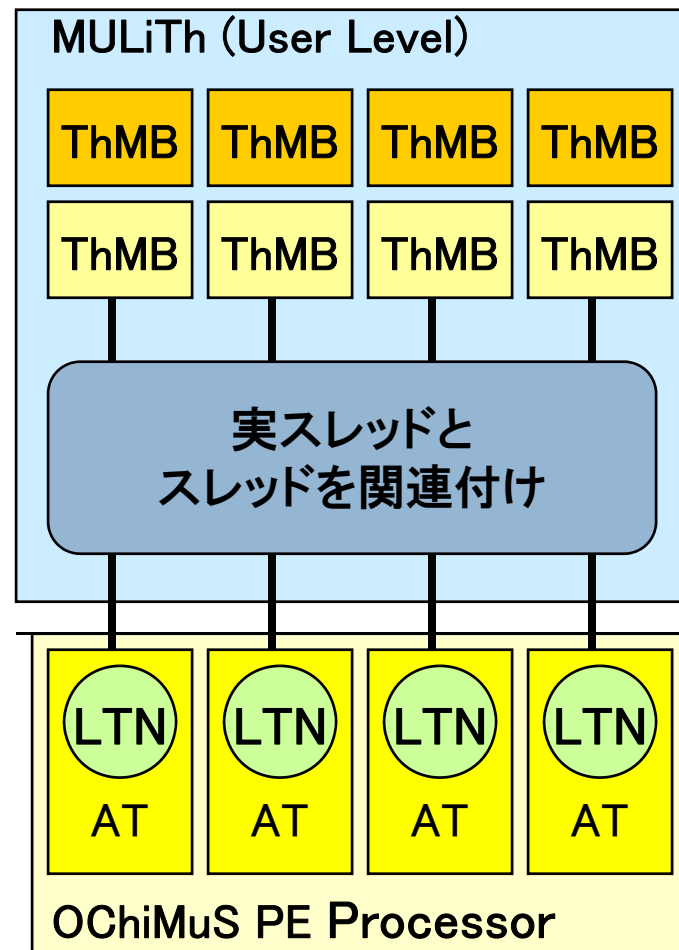 MULiTh (User Level)
ThMB ThMB ThMB ThMB
ThMB ThMB ThMB ThMB
実スレッドと
スレッドを関連付け
LTN LTN LTN LTN
AT AT AT AT
OChiMuS PE Processor